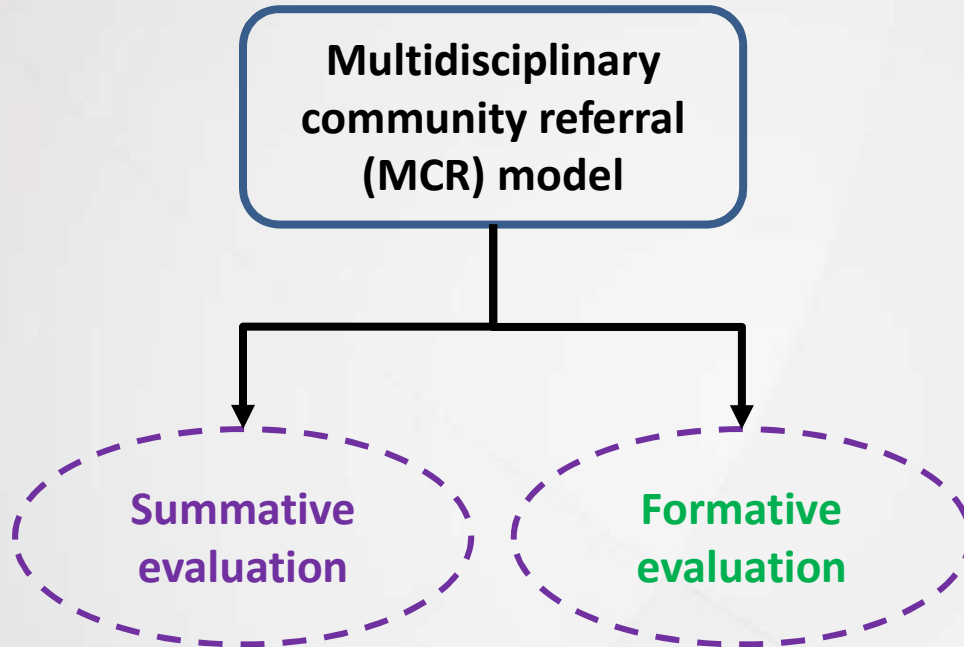 Multidisciplinary
community referral
(MCR) model
Summative
evaluation
Formative
evaluation